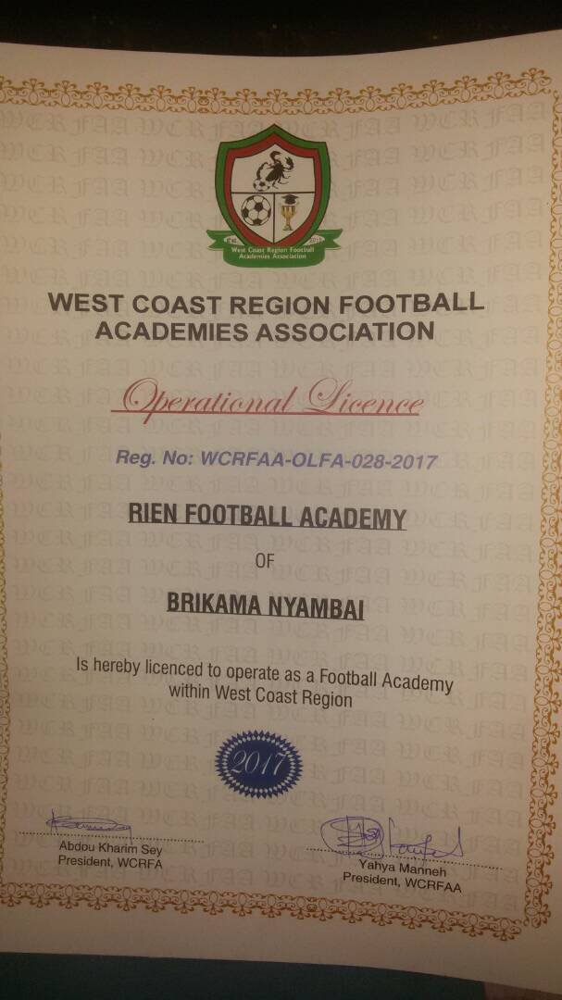 Est. 2015
West Coast Region Football
Academies Association
WEST COAST REGION FOOTBALL
ACADEMIES ASSOCIATION
Operational Licence
Reg. No: WCRFAA-OLFA-028-2017
RIEN FOOTBALL ACADEMY
OF
BRIKAMA NYAMBAI
Is hereby licenced to operate as a Football Academy
within West Coast Region
2017
Abdou Kharim Sey
President, WCRFA
Yahya Manneh
President, WCRFAA